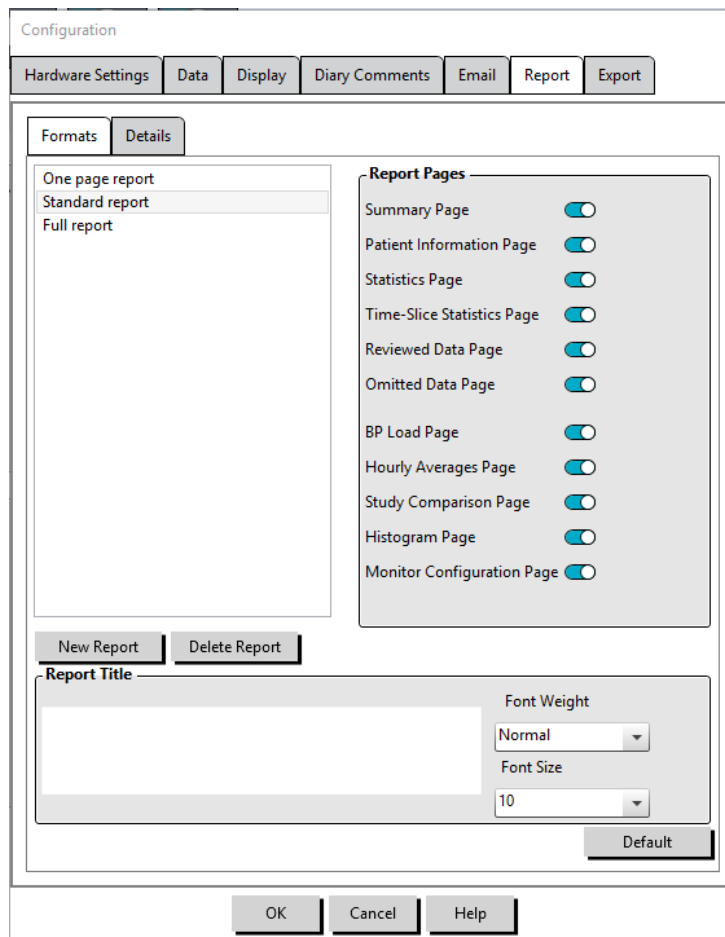 Configuration
Hardware Settings Data Display Diary Comments Email Report Export
Formats Details
One page report
Standard report
Full report
Report Pages
Summary Page
Patient Information Page
Statistics Page
Time-Slice Statistics Page
Reviewed Data Page
Omitted Data Page
BP Load Page
Hourly Averages Page
Study Comparison Page
Histogram Page
Monitor Configuration Page
New Report Delete Report
Report Title
Font Weight
Normal
Font Size
10
Default
OK Cancel Help